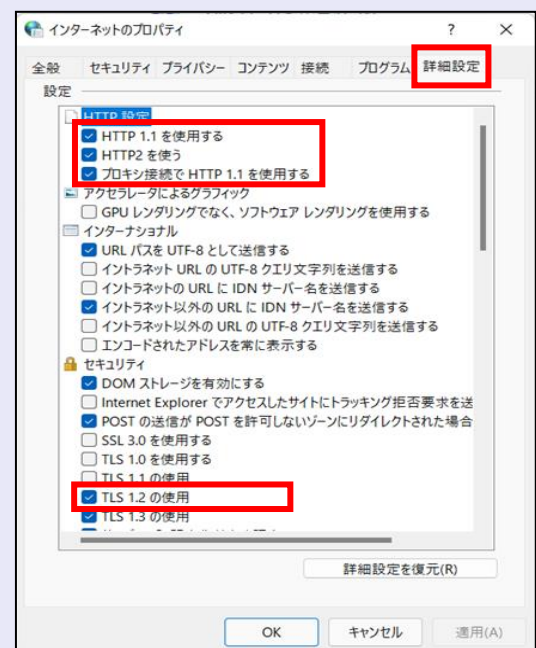 インターネットのプロパティ ? ×
全般 セキュリティ プライバシー コンテンツ 接続 プログラム 詳細設定
設定
HTTP 設定
HTTP 1.1 を使用する
HTTP2 を使う
プロキシ接続で HTTP 1.1 を使用する
アクセラレータによるグラフィック
GPU レンダリングでなく、ソフトウェア レンダリングを使用する
インターナショナル
URL パスを UTF-8 として送信する
イントラネット URL の UTF-8 クエリ文字列を送信する
イントラネットの URL に IDN サーバー名を送信する
イントラネット以外の URL に IDN サーバー名を送信する
イントラネット以外の URL の UTF-8 クエリ文字列を送信する
エンコードされたアドレスを常に表示する
セキュリティ
DOM ストレージを有効にする
Internet Explorer でアクセスしたサイトにトラッキング拒否要求を送
POST の送信が POST を許可しないゾーンにリダイレクトされた場合
SSL 3.0 を使用する
TLS 1.0 を使用する
TLS 1.1 の使用
TLS 1.2 の使用
TLS 1.3 の使用
詳細設定を復元(R)
OK キャンセル 適用(A)